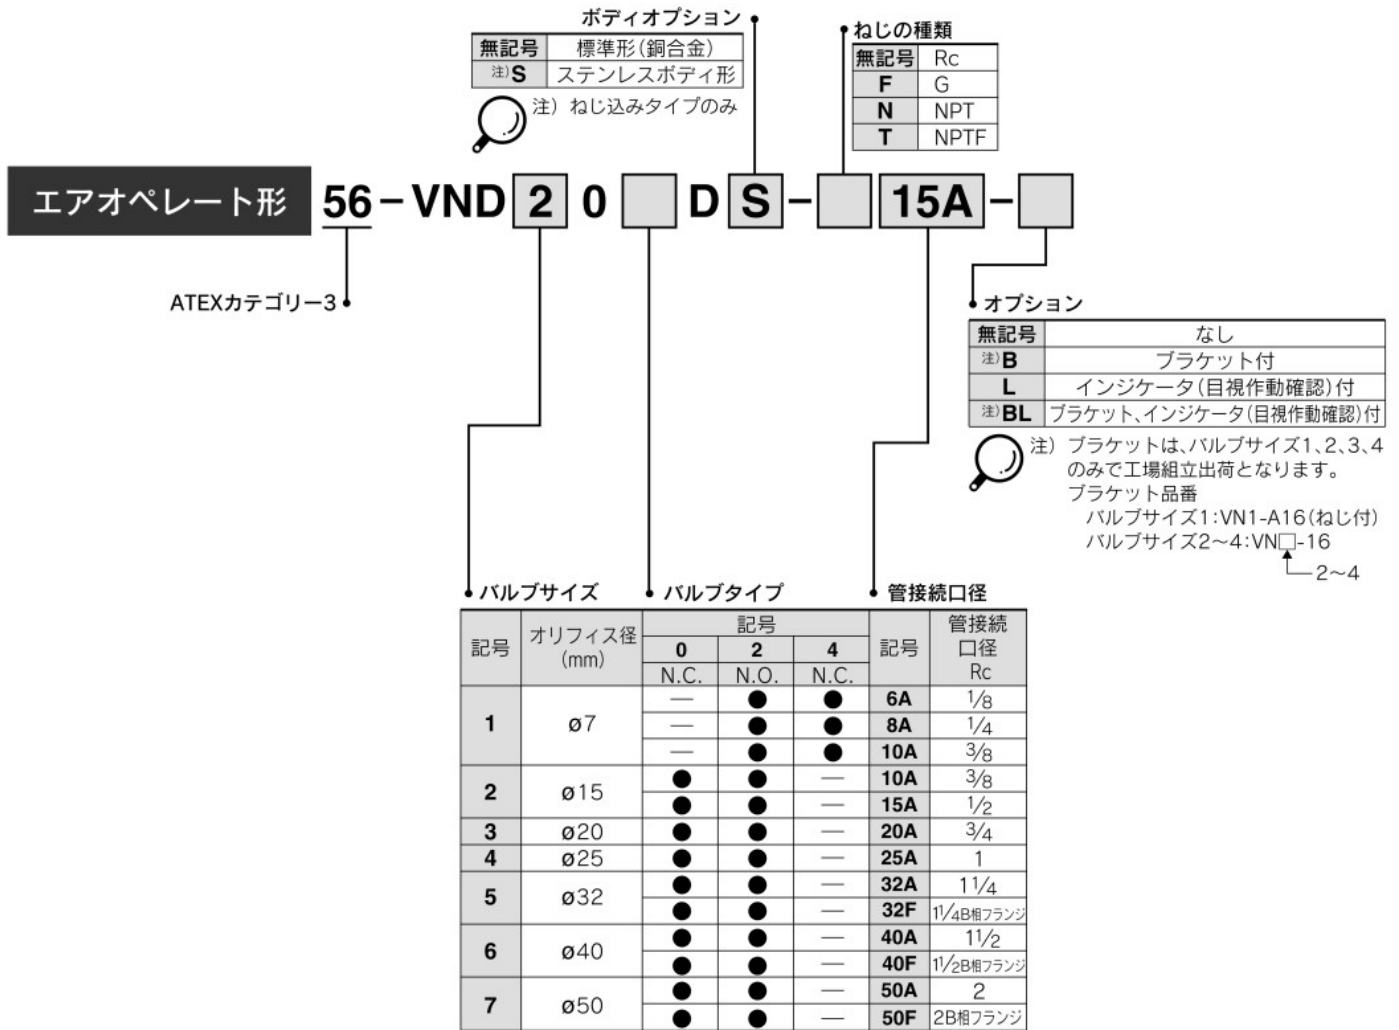 ボディオプション
無記号 標準形(銅合金)
注)S ステンレスボディ形
注) ねじ込みタイプのみ
ねじの種類
無記号 Rc
F G
N NPT
T NPTF
エアオペレート形 56-VND 2 0 D S - 15A -
ATEXカテゴリー3
オプション
無記号 なし
注)B ブラケット付
L インジケータ(目視作動確認)付
注)BL ブラケット、インジケータ(目視作動確認)付
注) ブラケットは、バルブサイズ1、2、3、4
のみで工場組立出荷となります。
ブラケット品番
バルブサイズ1:VN1-A16(ねじ付)
バルブサイズ2〜4:VN□-16
2〜4
バルブサイズ バルブタイプ 管接続口径
記号 オリフィス径(mm) 記号 記号 管接続口径Rc
0 2 4
N.C. N.O. N.C.
1 ø7 — ● ● 6A 1/8
— ● ● 8A 1/4
— ● ● 10A 3/8
2 ø15 ● ● — 10A 3/8
● ● — 15A 1/2
3 ø20 ● ● — 20A 3/4
4 ø25 ● ● — 25A 1
5 ø32 ● ● — 32A 1 1/4
● ● — 32F 1 1/4B相フランジ
6 ø40 ● ● — 40A 1 1/2
● ● — 40F 1 1/2B相フランジ
7 ø50 ● ● — 50A 2
● ● — 50F 2B相フランジ